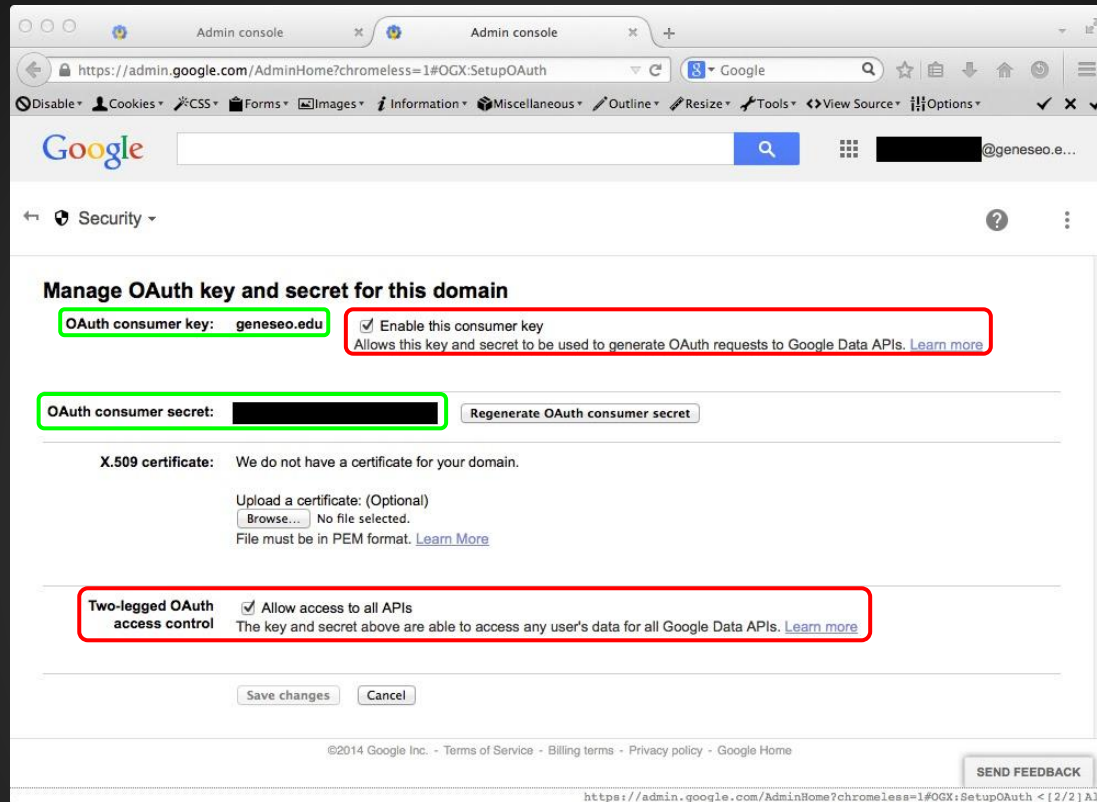 Admin console
Admin console
https://admin.google.com/AdminHome?chromeless=1#OGX:SetupOAuth
Google
Disable Cookies CSS Forms Images Information Miscellaneous Outline Resize Tools View Source Options
Google
@geneseo.e...
Security
Manage OAuth key and secret for this domain
OAuth consumer key: geneseo.edu Enable this consumer key
Allows this key and secret to be used to generate OAuth requests to Google Data APIs. Learn more
OAuth consumer secret: Regenerate OAuth consumer secret
X.509 certificate: We do not have a certificate for your domain.
Upload a certificate: (Optional)
Browse... No file selected.
File must be in PEM format. Learn More
Two-legged OAuth access control
Allow access to all APIs
The key and secret above are able to access any user's data for all Google Data APIs. Learn more
Save changes Cancel
©2014 Google Inc. - Terms of Service - Billing terms - Privacy policy - Google Home
SEND FEEDBACK
https://admin.google.com/AdminHome?chromeless=1#OGX:SetupOAuth <[2/2]